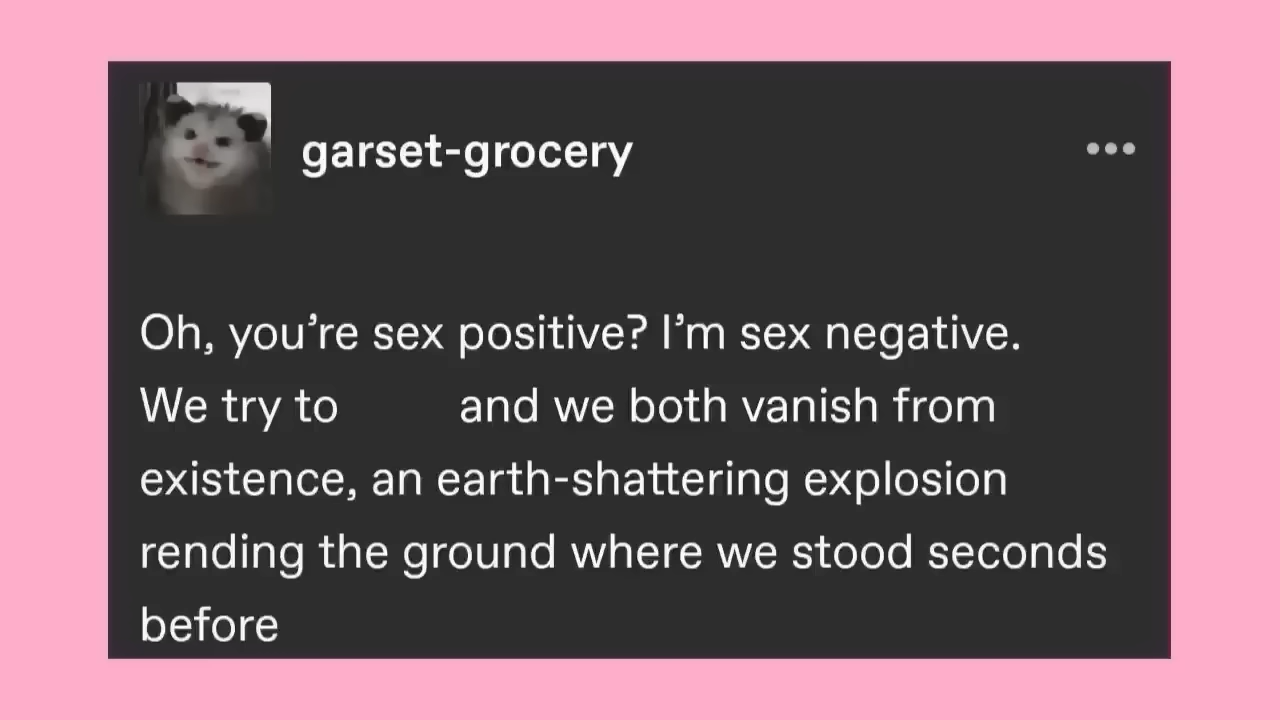 garset-grocery
Oh, you’re sex positive? I’m sex negative.
We try to and we both vanish from
existence, an earth-shattering explosion
rending the ground where we stood seconds
before